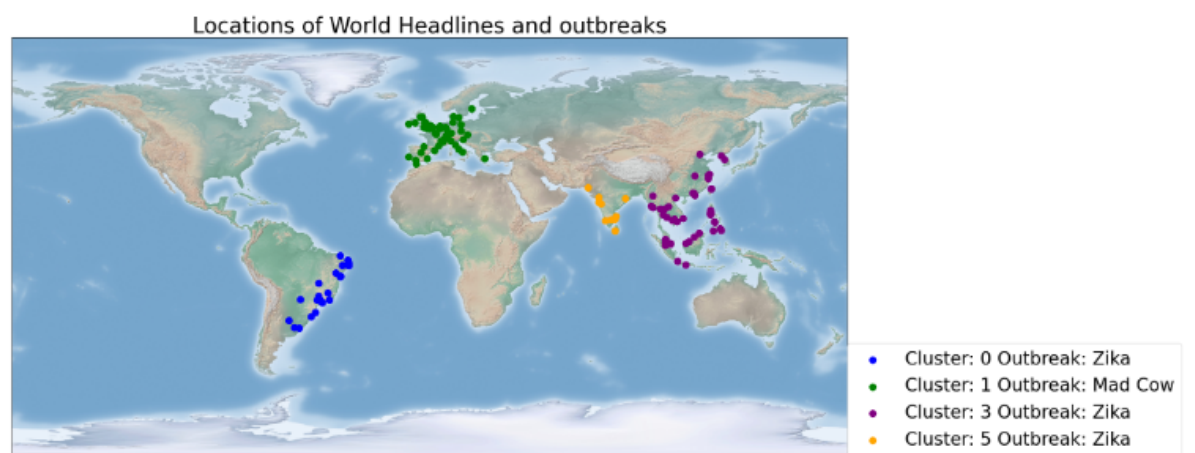 Locations of World Headlines and outbreaks
Cluster: 0 Outbreak: Zika
Cluster: 1 Outbreak: Mad Cow
Cluster: 3 Outbreak: Zika
Cluster: 5 Outbreak: Zika